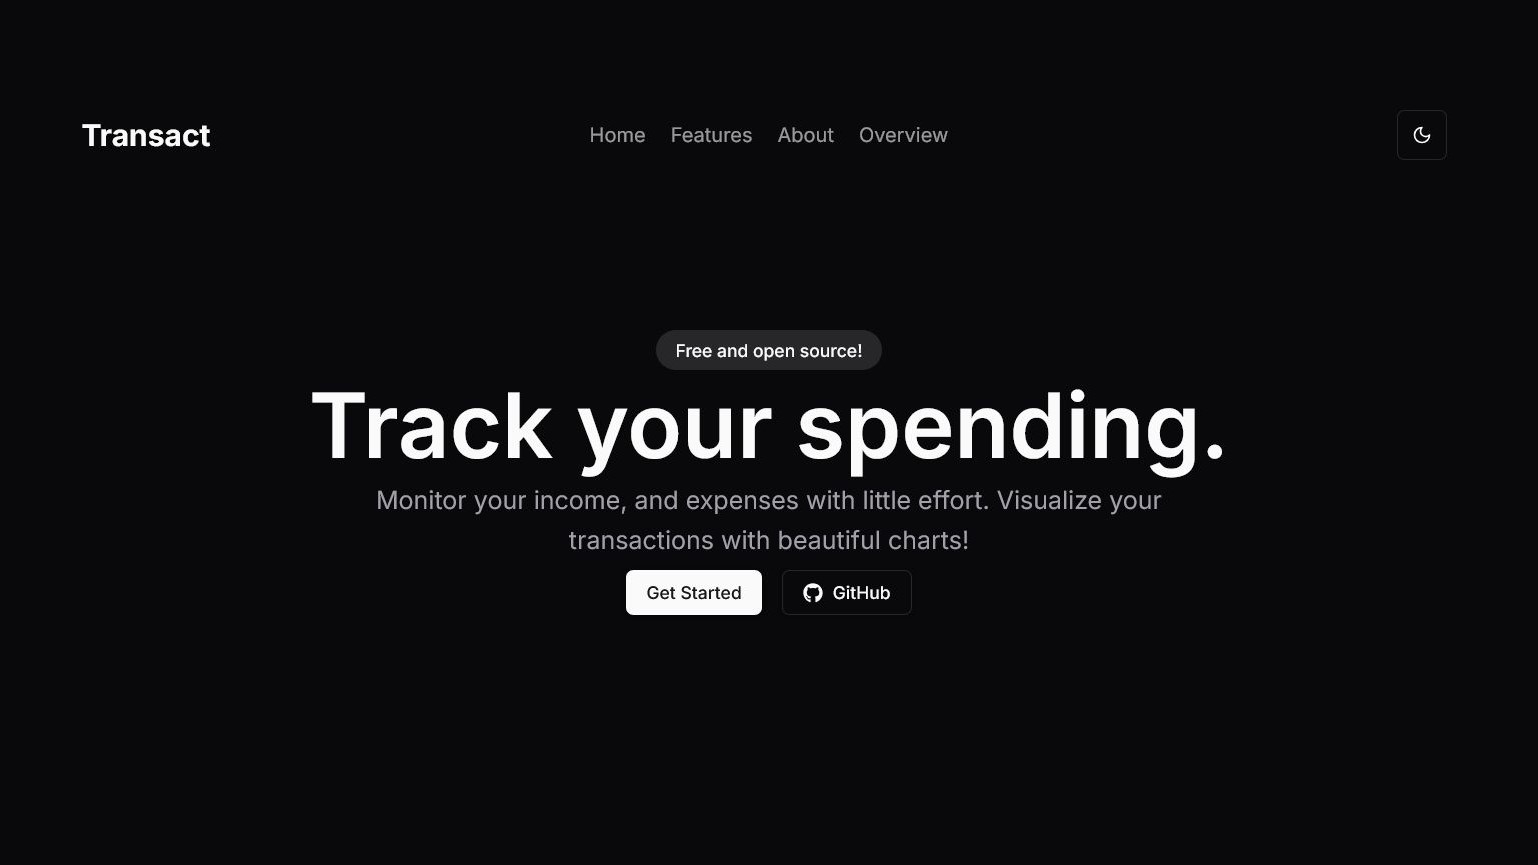 Transact
Home Features About Overview
Free and open source!
Track your spending.
Monitor your income, and expenses with little effort. Visualize your
transactions with beautiful charts!
Get Started GitHub